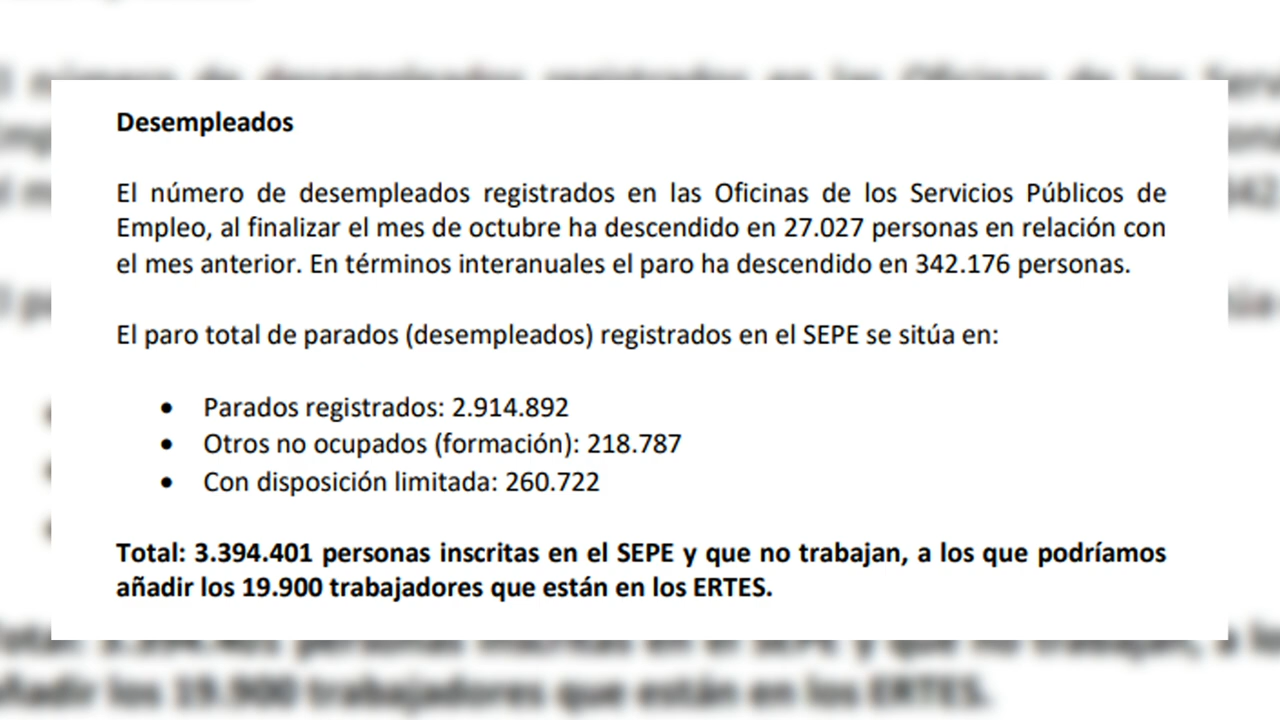 Desempleados
El número de desempleados registrados en las Oficinas de los Servicios Públicos de
Empleo, al finalizar el mes de octubre ha descendido en 27.027 personas en relación con
el mes anterior. En términos interanuales el paro ha descendido en 342.176 personas.
El paro total de parados (desempleados) registrados en el SEPE se sitúa en:
• Parados registrados: 2.914.892
• Otros no ocupados (formación): 218.787
• Con disposición limitada: 260.722
Total: 3.394.401 personas inscritas en el SEPE y que no trabajan, a los que podríamos
añadir los 19.900 trabajadores que están en los ERTES.